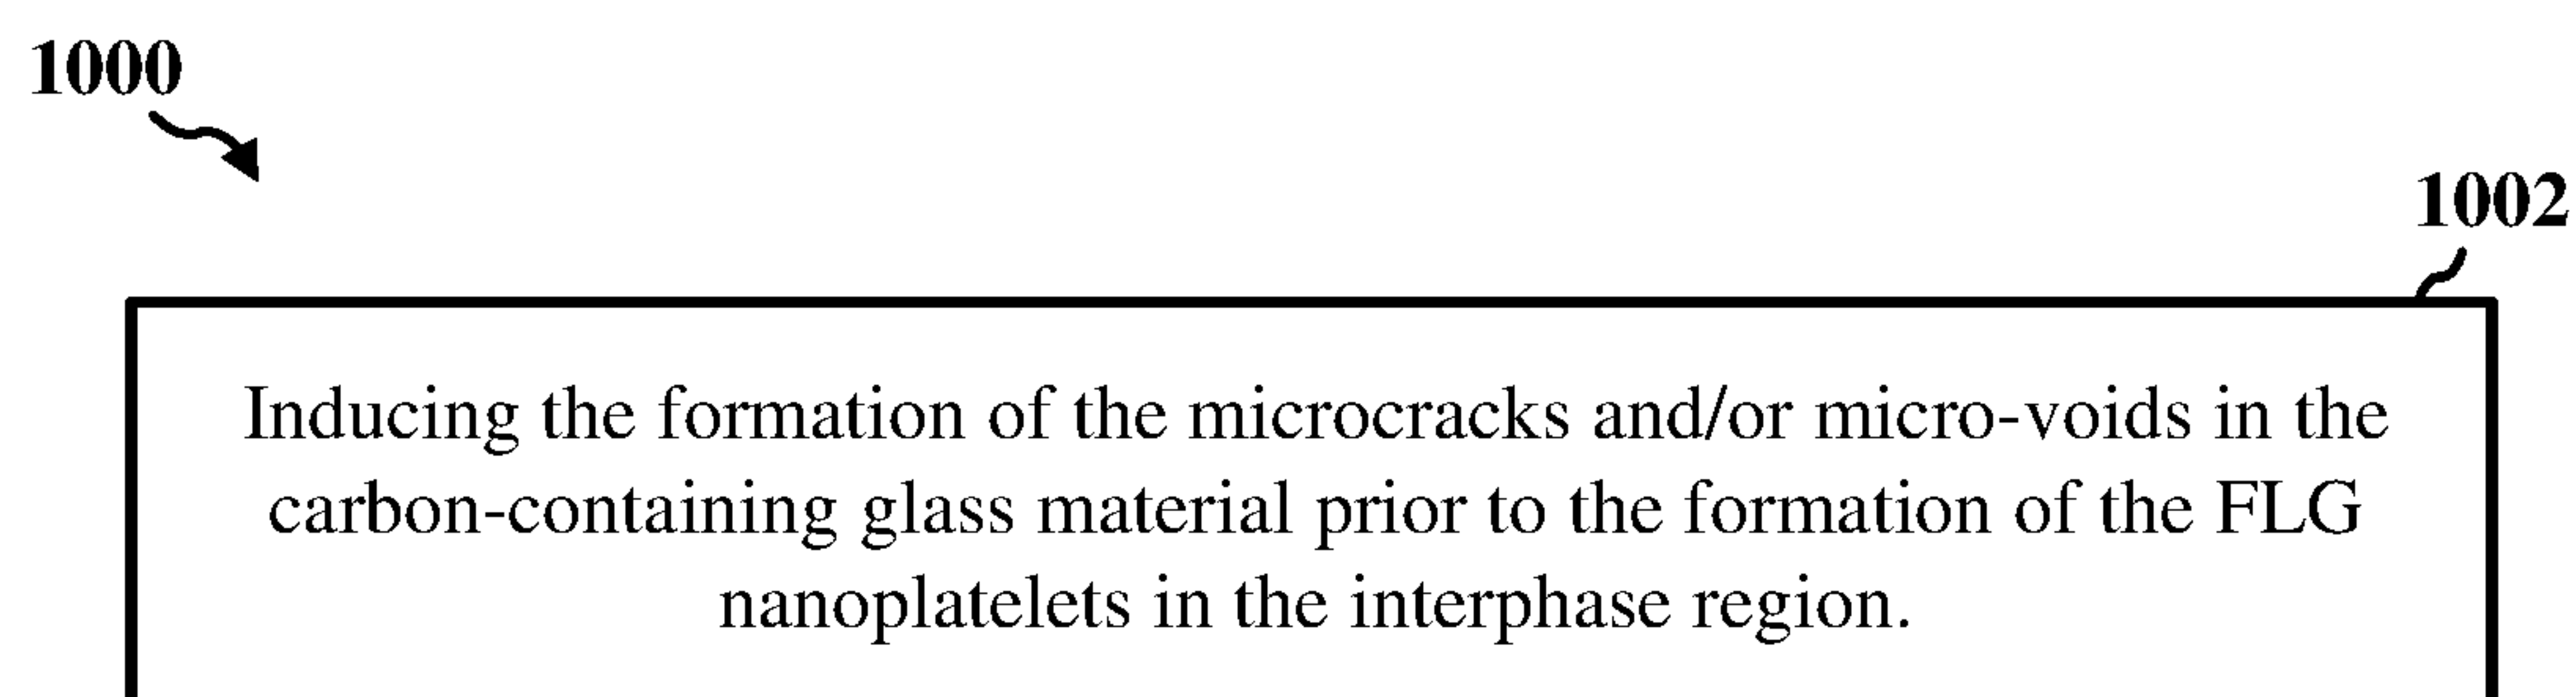 1000
1002
Inducing the formation of the microcracks and/or micro-voids in the
carbon-containing glass material prior to the formation of the FLG
nanoplatelets in the interphase region.